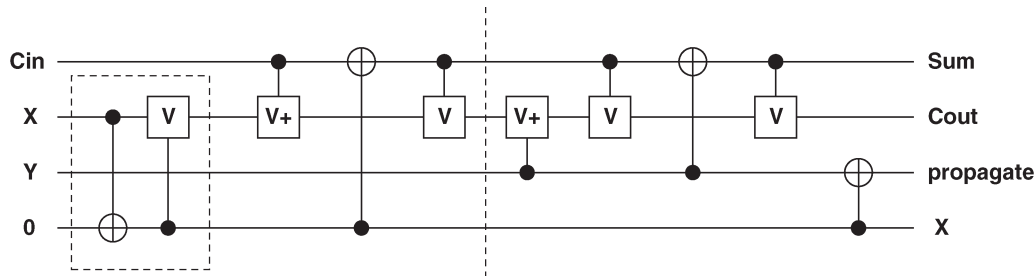 Cin Sum
X V V+ V V+ V V Cout
Y propagate
0 X